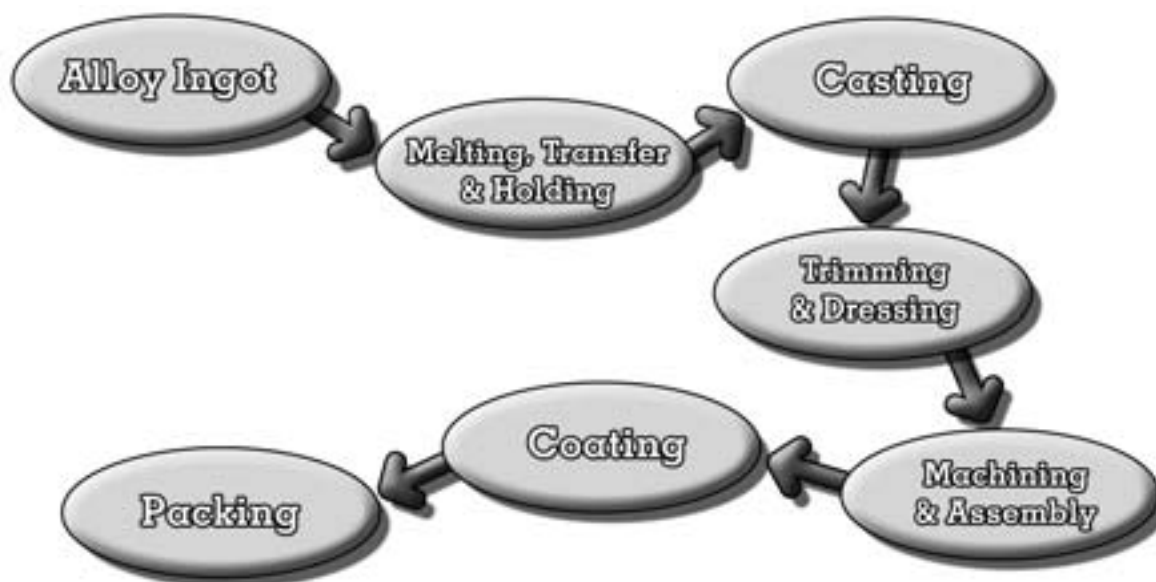 Alloy Ingot
Melting, Transfer
& Holding
Casting
Trimming
& Dressing
Machining
& Assembly
Coating
Packing